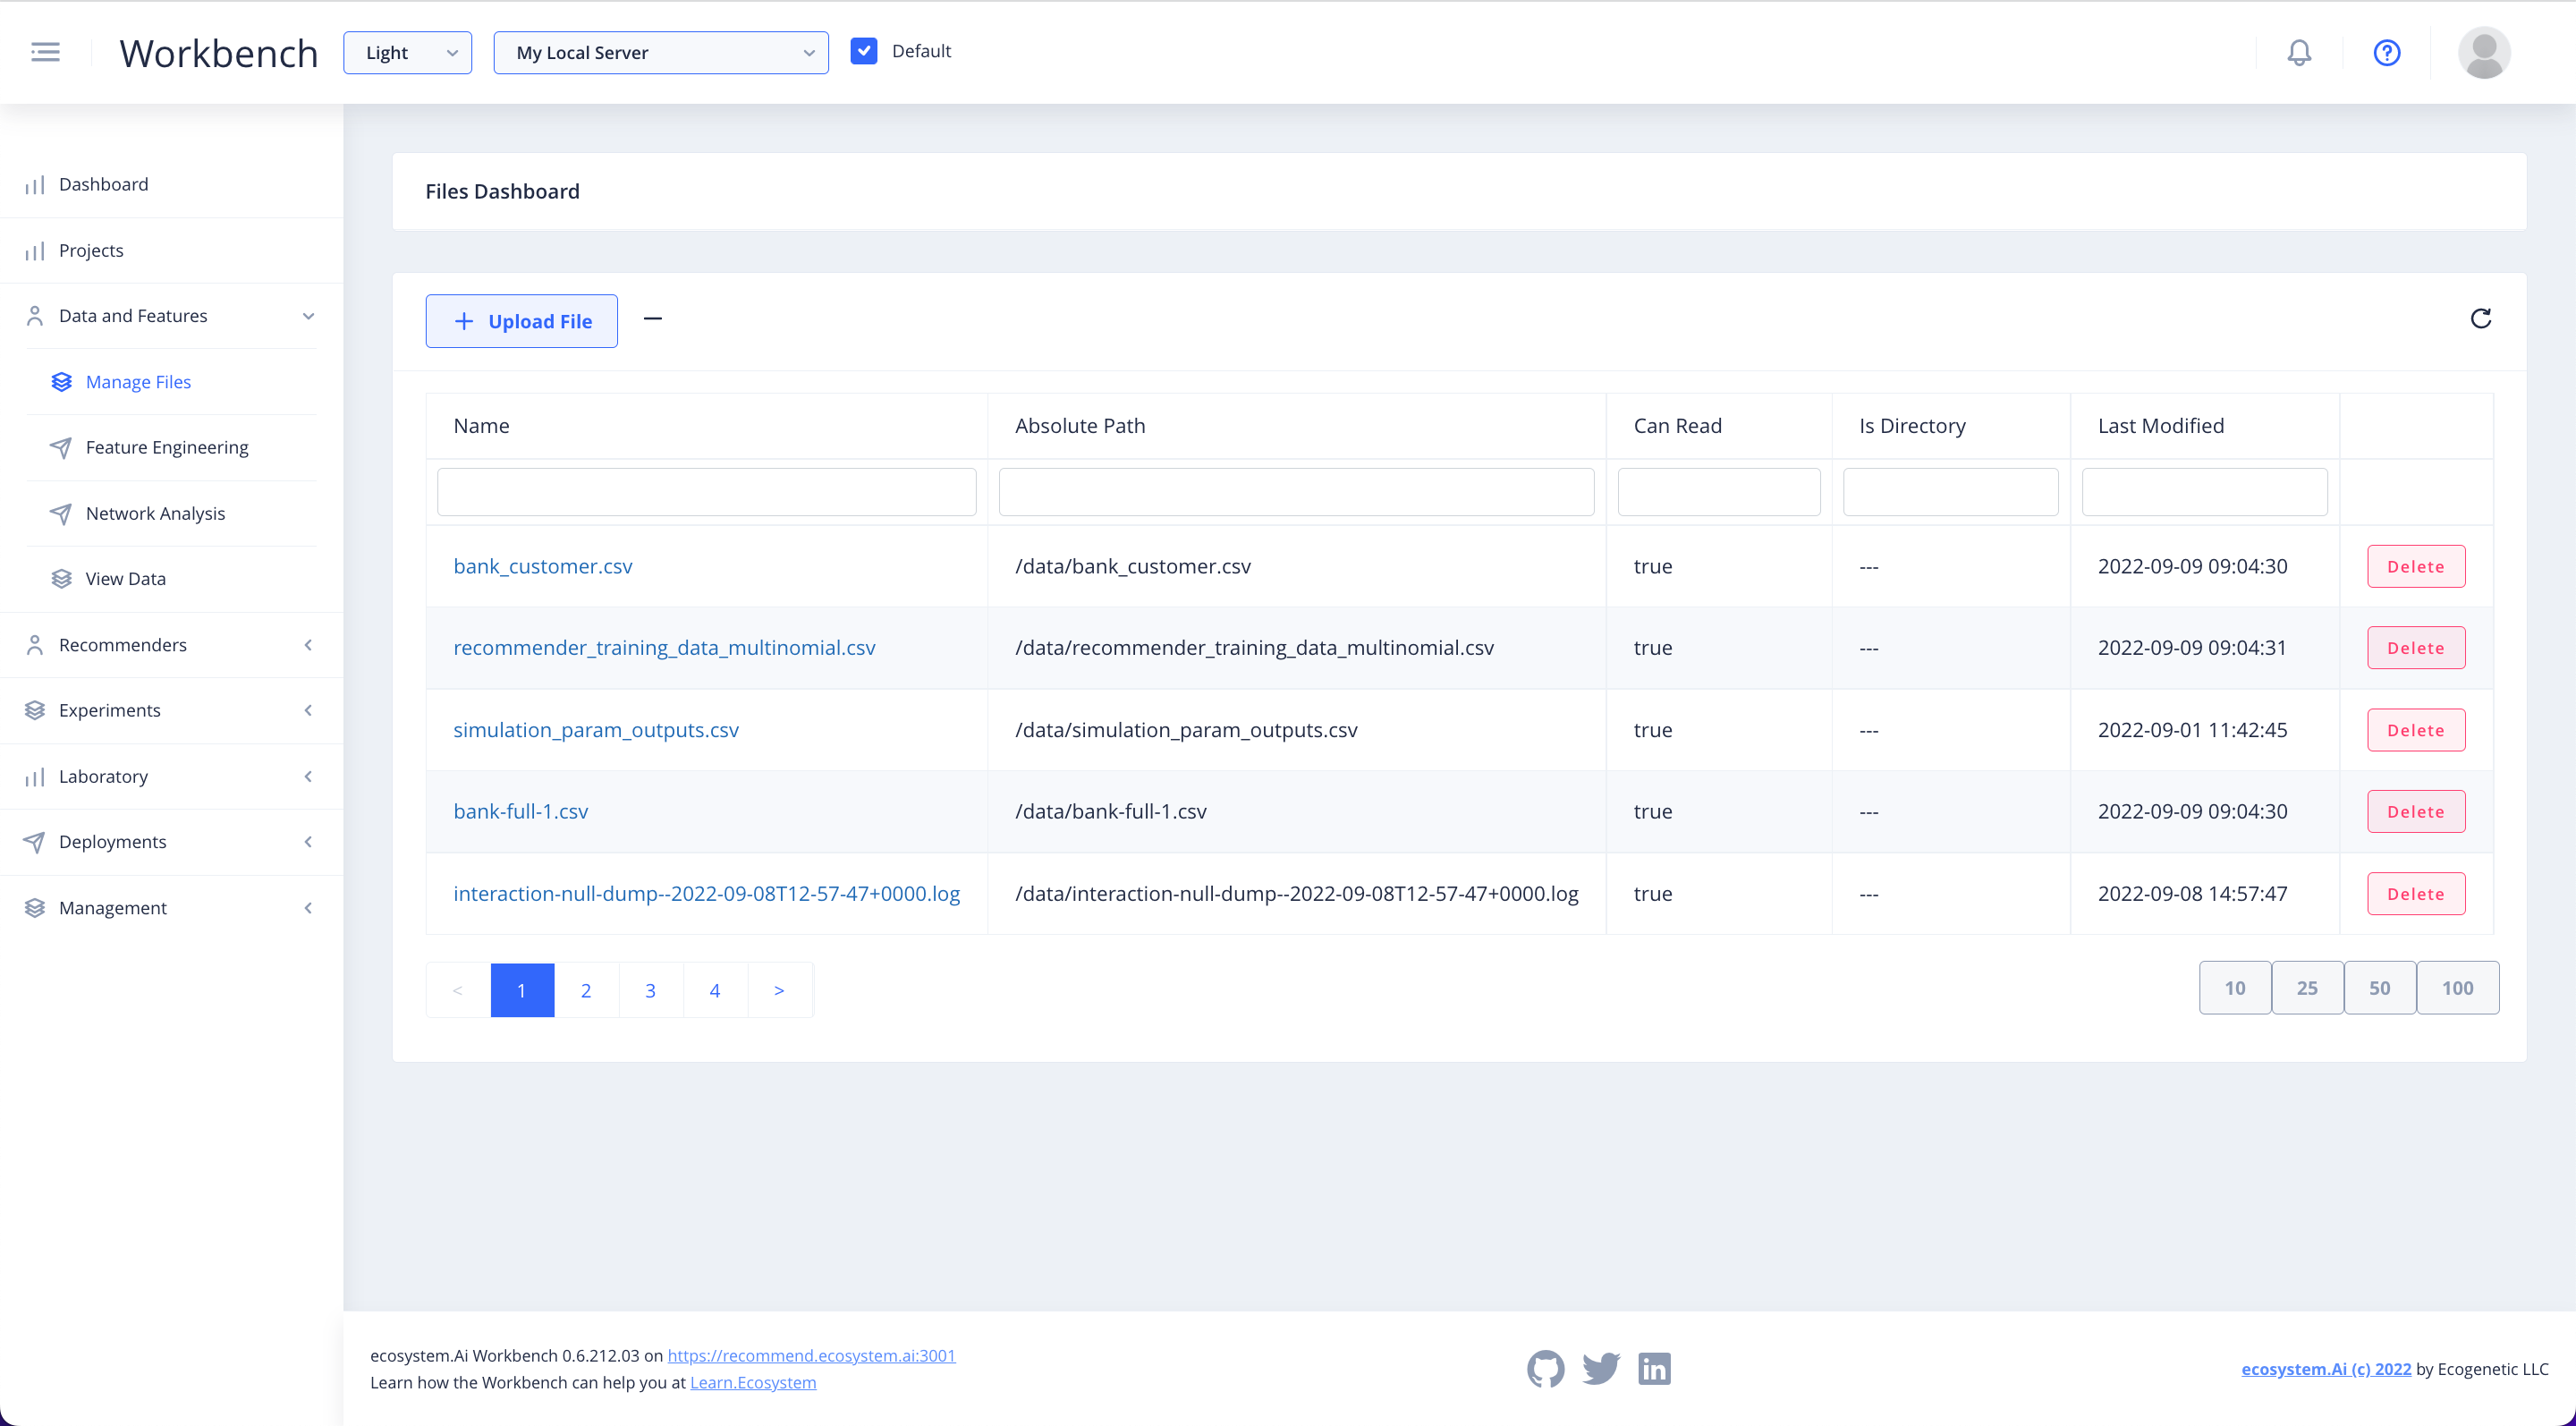 Workbench
Light
My Local Server
Default
Dashboard
Projects
Data and Features
Manage Files
Feature Engineering
Network Analysis
View Data
Recommenders
Experiments
Laboratory
Deployments
Management
Files Dashboard
+ Upload File
Name Absolute Path Can Read Is Directory Last Modified
bank_customer.csv /data/bank_customer.csv true --- 2022-09-09 09:04:30 Delete
recommender_training_data_multinomial.csv /data/recommender_training_data_multinomial.csv true --- 2022-09-09 09:04:31 Delete
simulation_param_outputs.csv /data/simulation_param_outputs.csv true --- 2022-09-01 11:42:45 Delete
bank-full-1.csv /data/bank-full-1.csv true --- 2022-09-09 09:04:30 Delete
interaction-null-dump--2022-09-08T12-57-47+0000.log /data/interaction-null-dump--2022-09-08T12-57-47+0000.log true --- 2022-09-08 14:57:47 Delete
< 1 2 3 4 >
10 25 50 100
ecosystem.Ai Workbench 0.6.212.03 on https://recommend.ecosystem.ai:3001
Learn how the Workbench can help you at Learn.Ecosystem
ecosystem.Ai (c) 2022 by Ecogenetic LLC